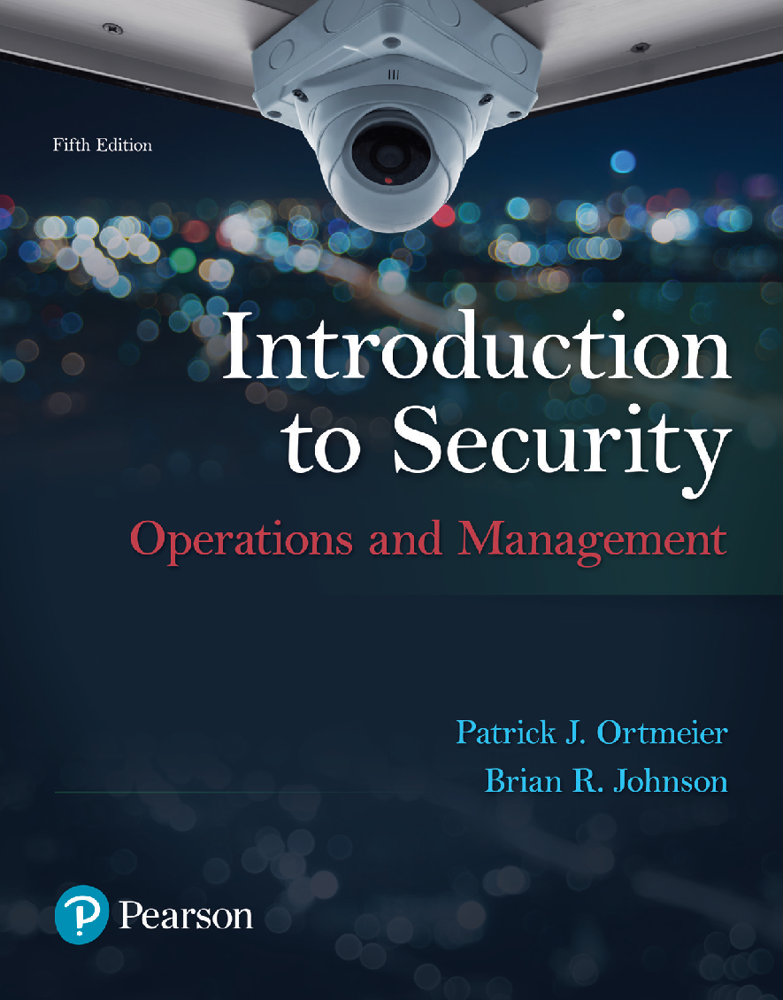 Fifth Edition
Introduction
to Security
Operations and Management
Patrick J. Ortmeier
Brian R. Johnson
Pearson